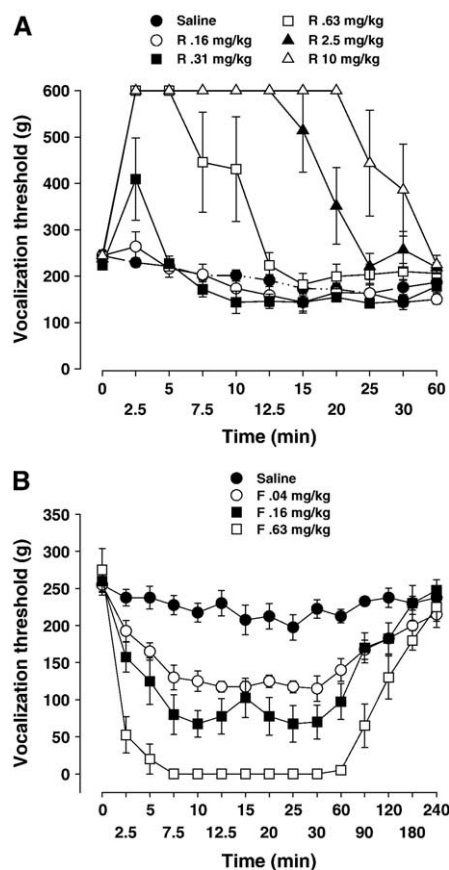 A
Saline
R .63 mg/kg
R .16 mg/kg
R 2.5 mg/kg
R .31 mg/kg
R 10 mg/kg
Vocalization threshold (g)
600
500
400
300
200
100
0
0 5 10 15 25 60
2.5 7.5 12.5 20 30
Time (min)
B
Saline
F .04 mg/kg
F .16 mg/kg
F .63 mg/kg
Vocalization threshold (g)
350
300
250
200
150
100
50
0
0 5 10 15 25 60 120 240
2.5 7.5 12.5 20 30 90 180
Time (min)